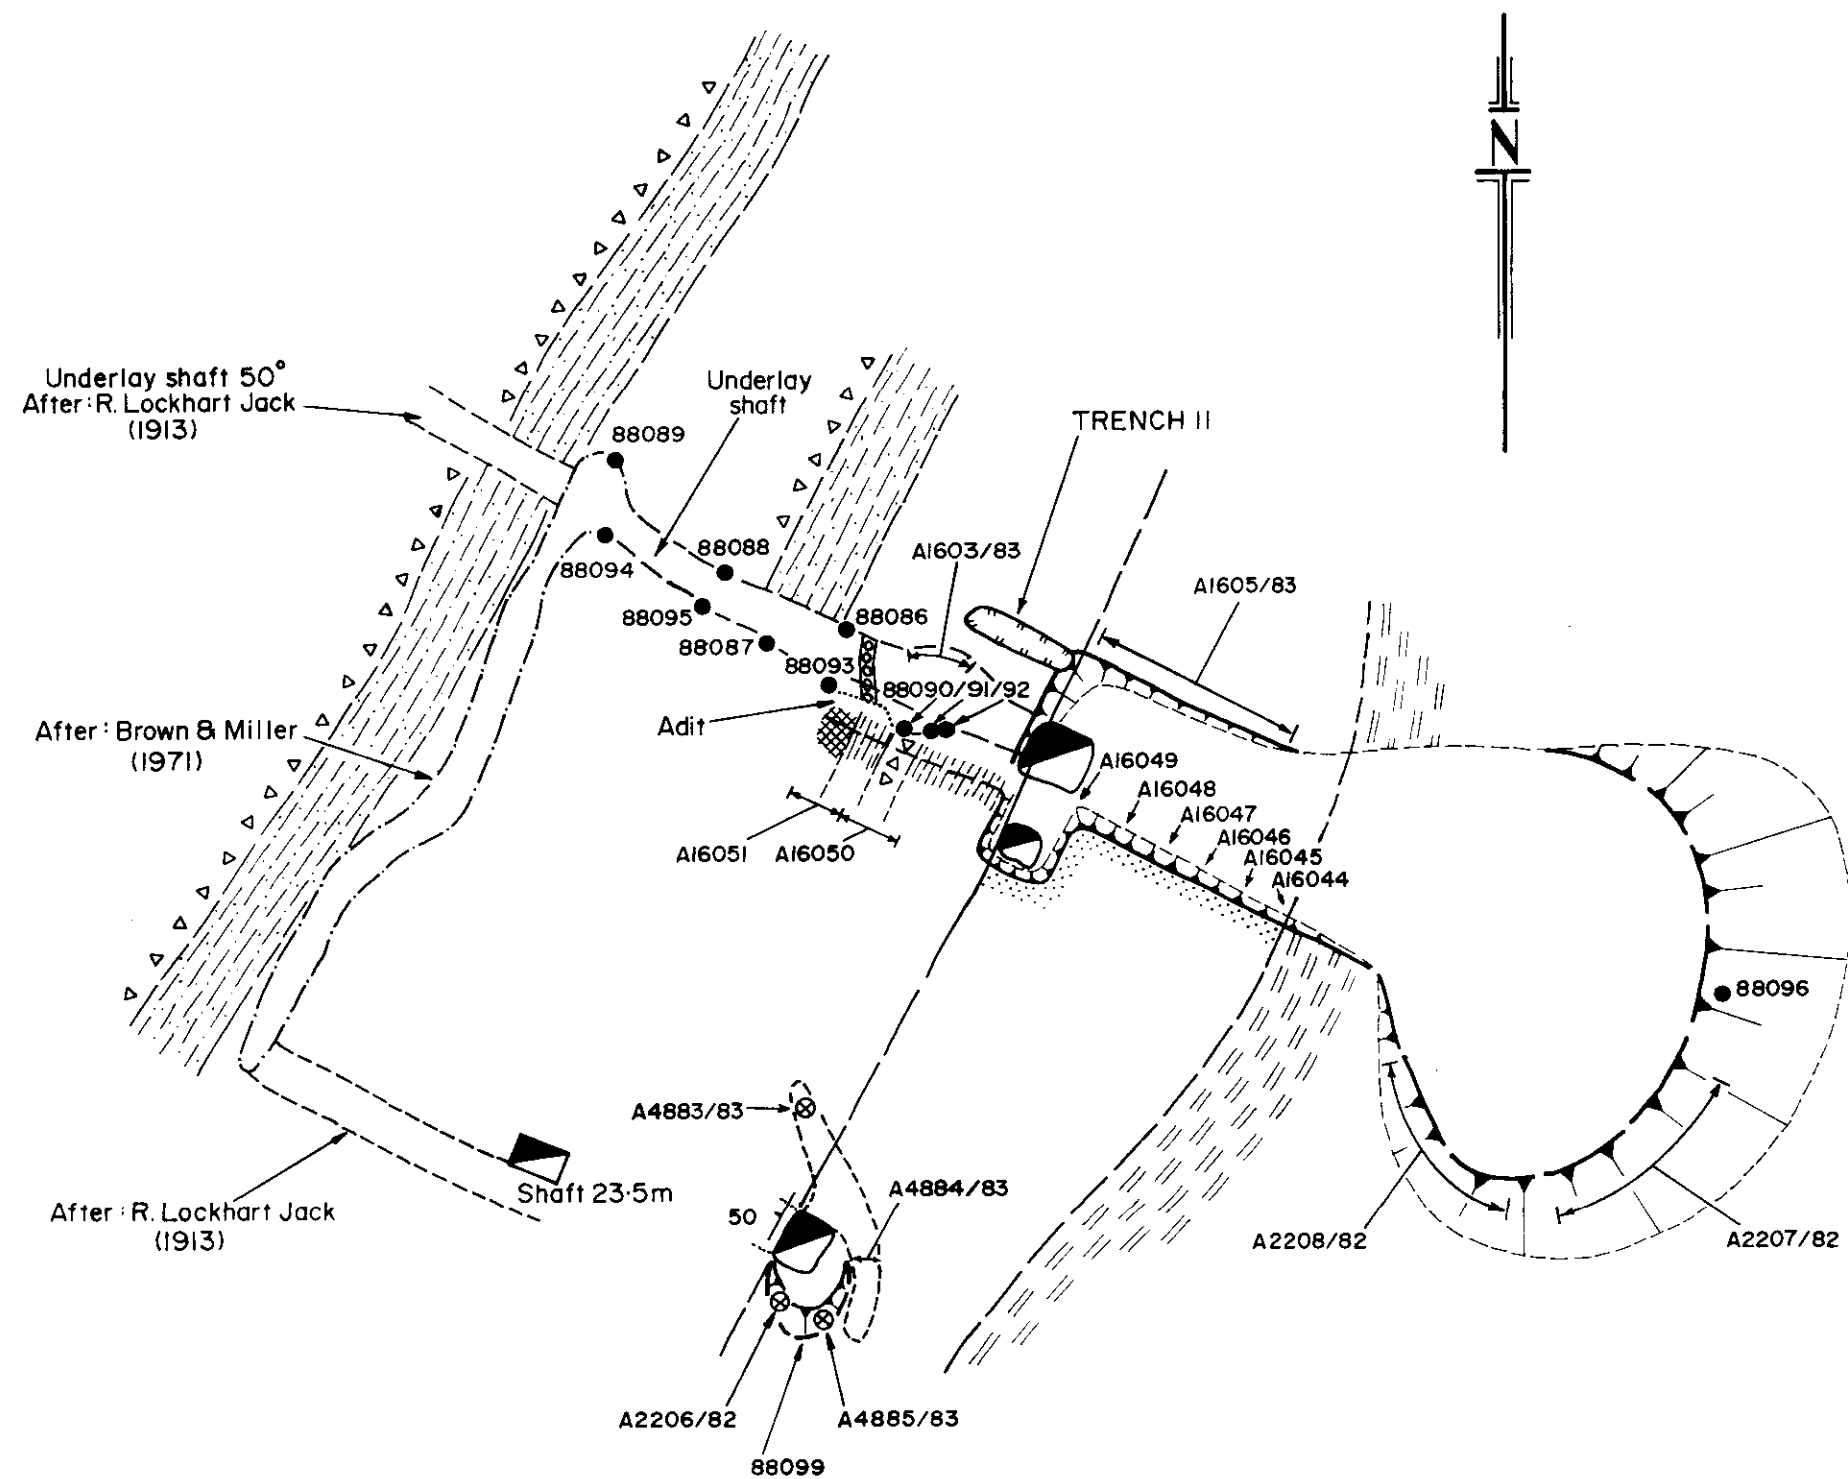 N
Underlay shaft 50°
After: R. Lockhart Jack
(1913)
Underlay
shaft
TRENCH II
88089
88088
A1603/83
A1605/83
88094
88095
88086
88087
88093
88090/91/92
Adit
After: Brown & Miller
(1971)
A16049
A16048
A16047
A16046
A16045
A16044
A16051
A16050
88096
A4883/83
Shaft 23·5m
A4884/83
50
After: R. Lockhart Jack
(1913)
A2208/82
A2207/82
A2206/82
A4885/83
88099